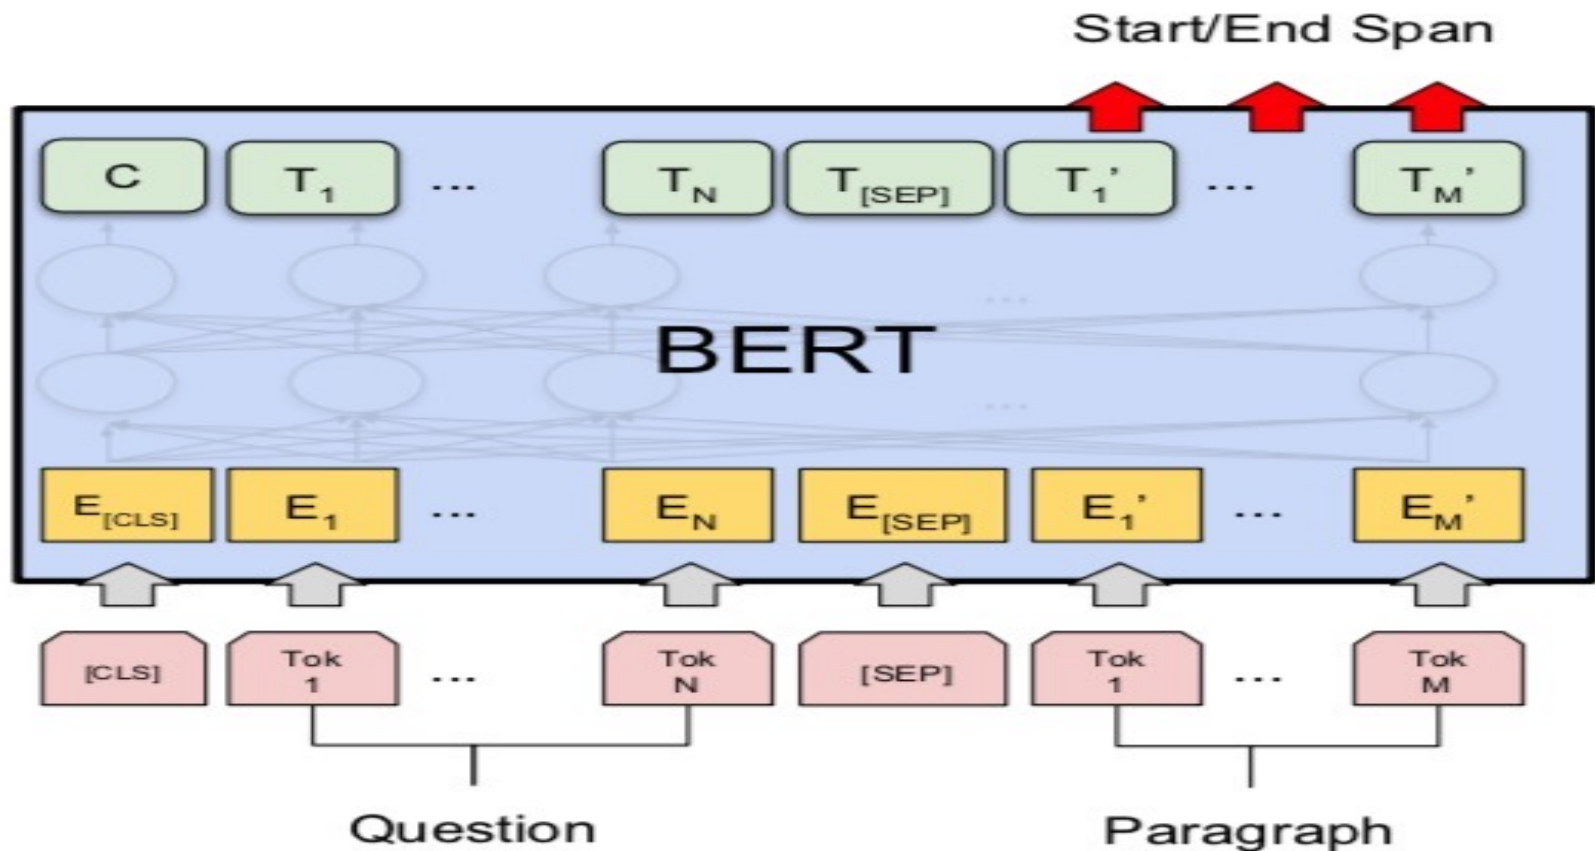 Start/End Span
C T1 ... TN T[SEP] T1’ ... TM’
...
BERT
...
E[CLS] E1 ... EN E[SEP] E1’ ... EM’
[CLS] Tok 1 ... Tok N [SEP] Tok 1 ... Tok M
Question Paragraph